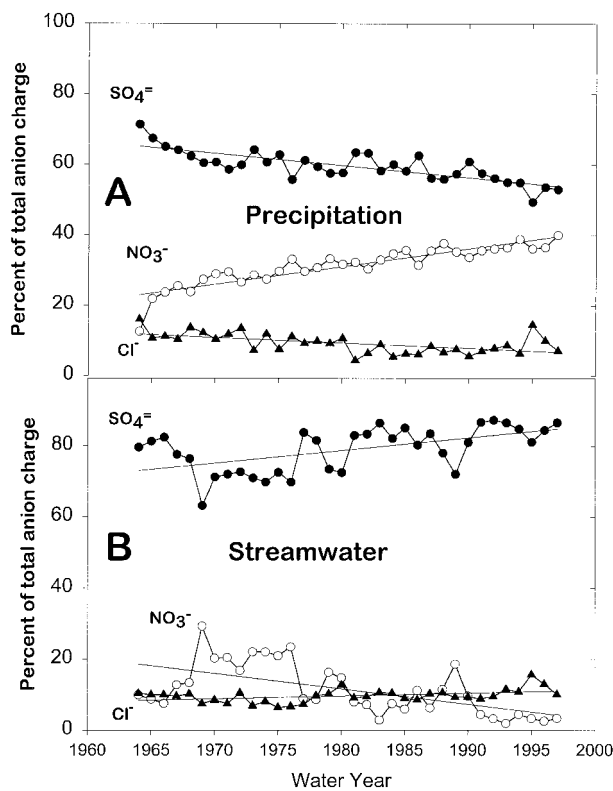 100
80
60
40
20
0
Percent of total anion charge
SO4=
A
Precipitation
NO3-
Cl-
80
60
40
20
0
Percent of total anion charge
SO4=
B
Streamwater
NO3-
Cl-
1960 1965 1970 1975 1980 1985 1990 1995 2000
Water Year